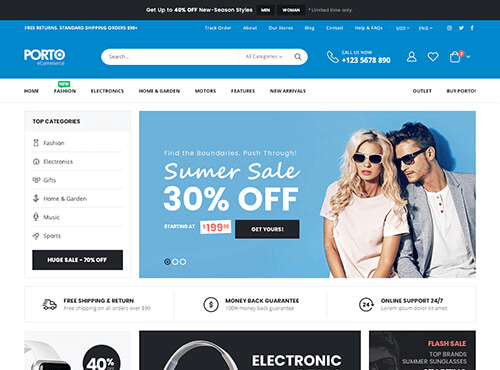 Get Up to 40% OFF New-Season Styles MEN WOMAN * Limited time only.
FREE RETURNS. STANDARD SHIPPING ORDERS $99+ Track Order About Our Stores Blog Contact Help & FAQs USD ENG
PORTO
eCommerce
Search... All Categories
CALL US NOW
+123 5678 890
2
NEW
HOME FASHION ELECTRONICS HOME & GARDEN MOTORS FEATURES NEW ARRIVALS OUTLET BUY PORTO!
TOP CATEGORIES
Fashion
Electronics
Gifts
Home & Garden
Music
Sports
HUGE SALE - 70% OFF
Find the Boundaries. Push Through!
Sumer Sale
30% OFF
STARTING AT $199 GET YOURS!
FREE SHIPPING & RETURN
Free shipping on all orders over $99.
MONEY BACK GUARANTEE
100% money back guarantee
ONLINE SUPPORT 24/7
Lorem ipsum dolor sit amet.
40%
OFF
ELECTRONIC
FLASH SALE
TOP BRANDS
SUMMER SUNGLASSES